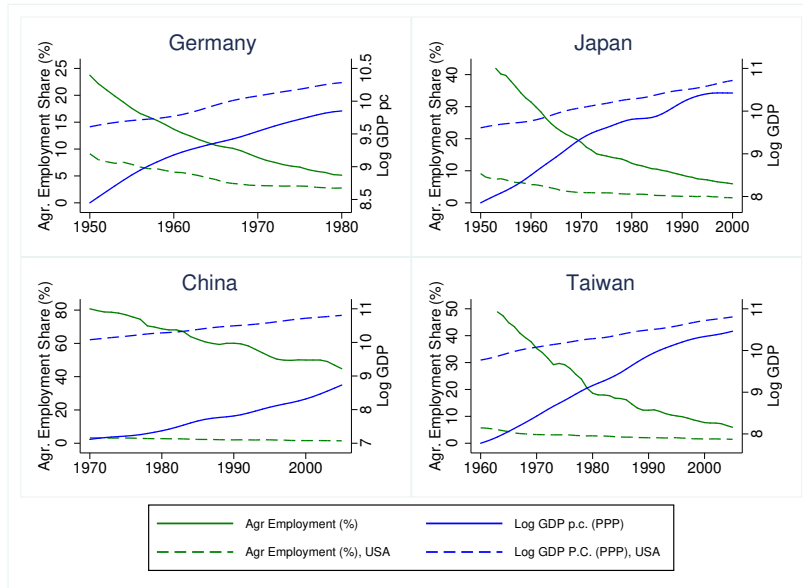 Germany
Agr. Employment Share (%)
25
20
15
10
5
0
10.5
10
9.5
9
8.5
Log GDP pc
1950 1960 1970 1980
Japan
Agr. Employment Share (%)
40
30
20
10
0
11
10
9
8
Log GDP
1950 1960 1970 1980 1990 2000
China
Agr. Employment Share (%)
80
60
40
20
0
11
10
9
8
7
Log GDP
1970 1980 1990 2000
Taiwan
Agr. Employment Share (%)
50
40
30
20
10
0
11
10
9
8
Log GDP
1960 1970 1980 1990 2000
Agr Employment (%) Log GDP p.c. (PPP)
Agr Employment (%), USA Log GDP P.C. (PPP), USA